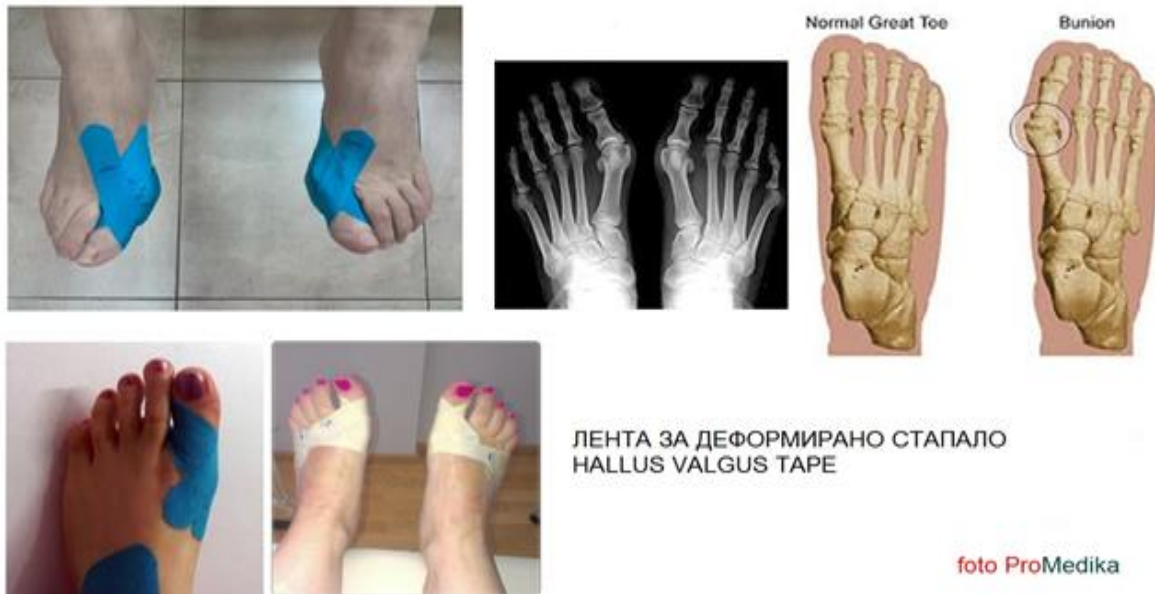 Normal Great Toe
Bunion
ЛЕНТА ЗА ДЕФОРМИРАНО СТАПАЛО
HALLUS VALGUS TAPE
foto ProMedika